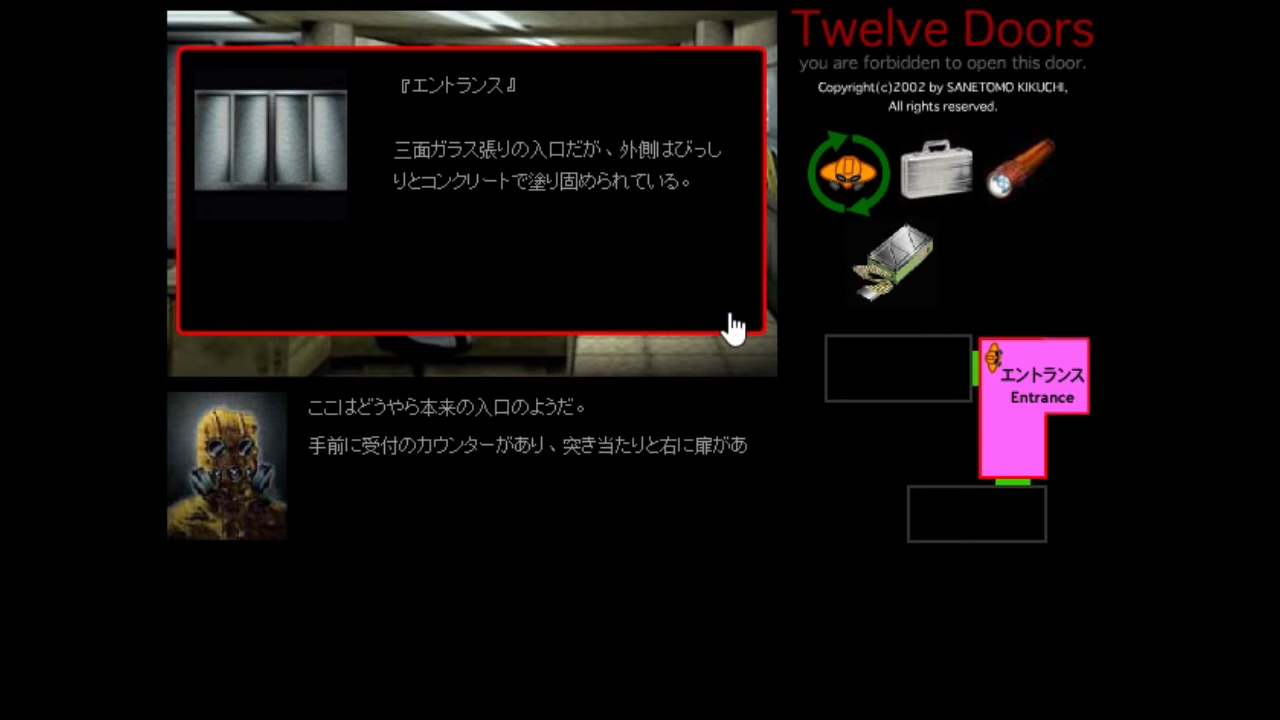 『エントランス』
三面ガラス張りの入口だが、外側はびっし
りとコンクリートで塗り固められている。
ここはどうやら本来の入口のようだ。
手前に受付のカウンターがあり、突き当たりと右に扉があ
Twelve Doors
you are forbidden to open this door.
Copyright(c)2002 by SANETOMO KIKUCHI,
All rights reserved.
エントランス
Entrance